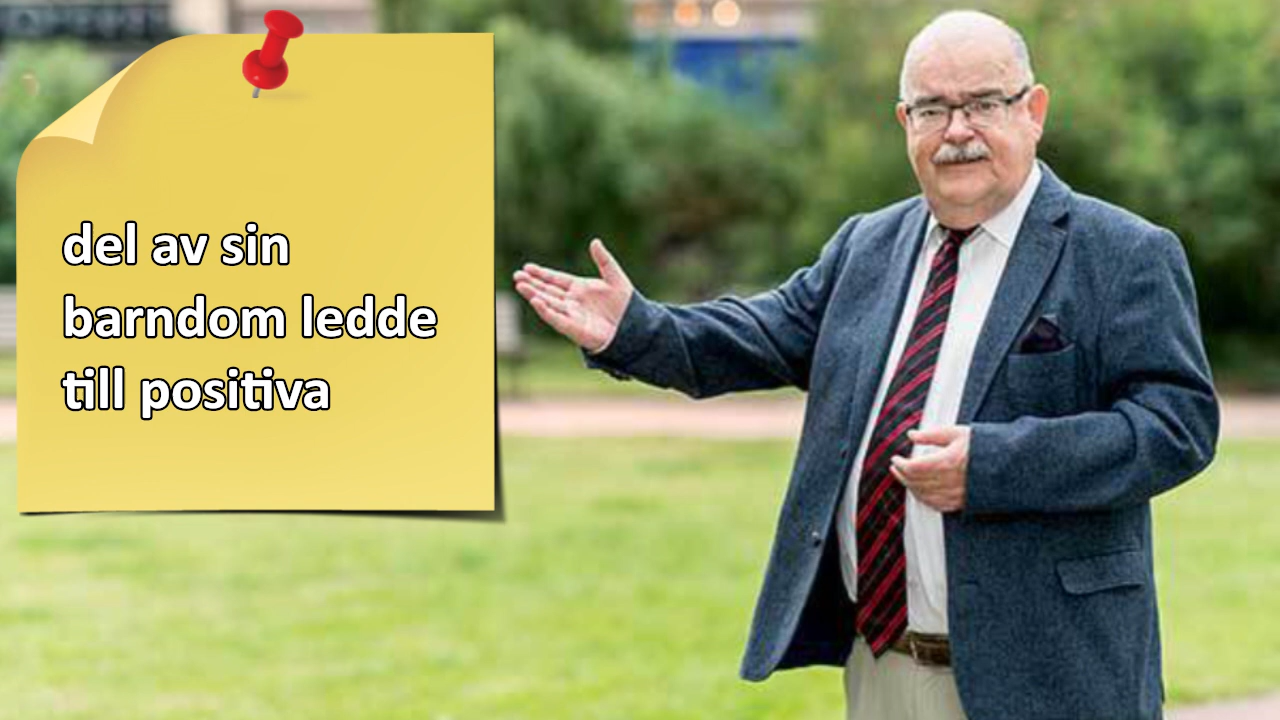 del av sin
barndom ledde
till positiva